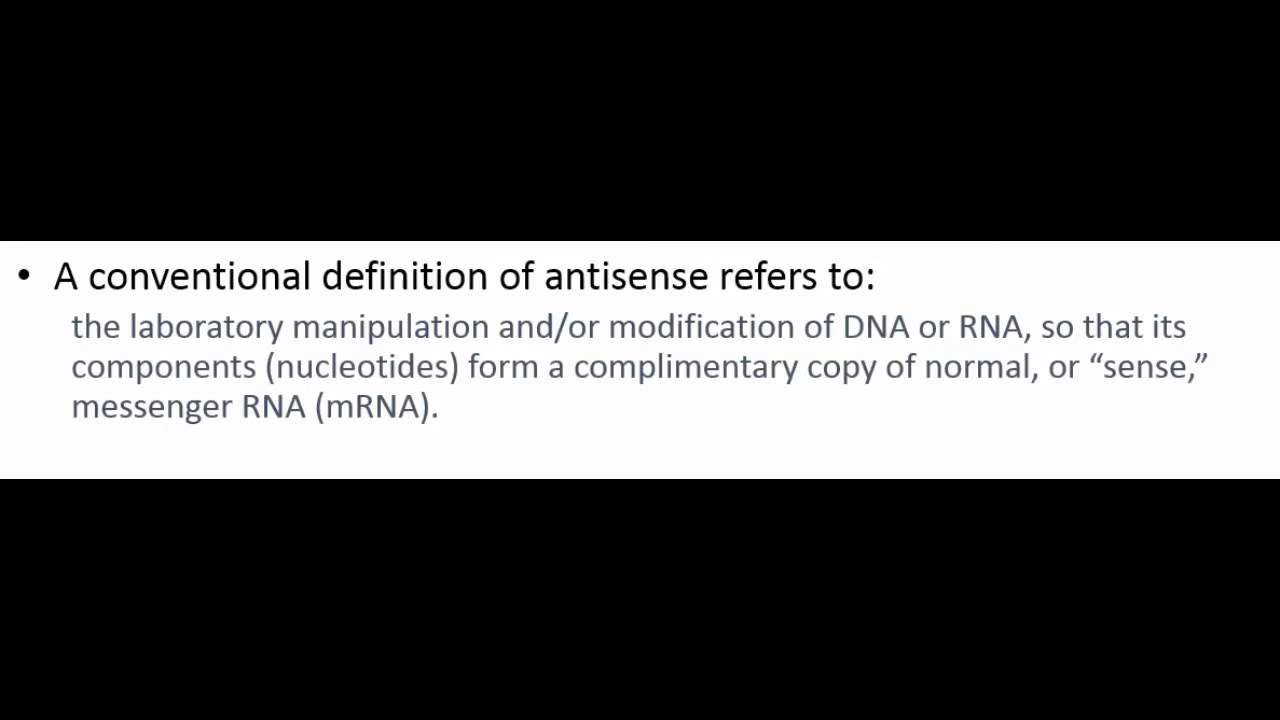 • A conventional definition of antisense refers to:
the laboratory manipulation and/or modification of DNA or RNA, so that its
components (nucleotides) form a complimentary copy of normal, or “sense,”
messenger RNA (mRNA).